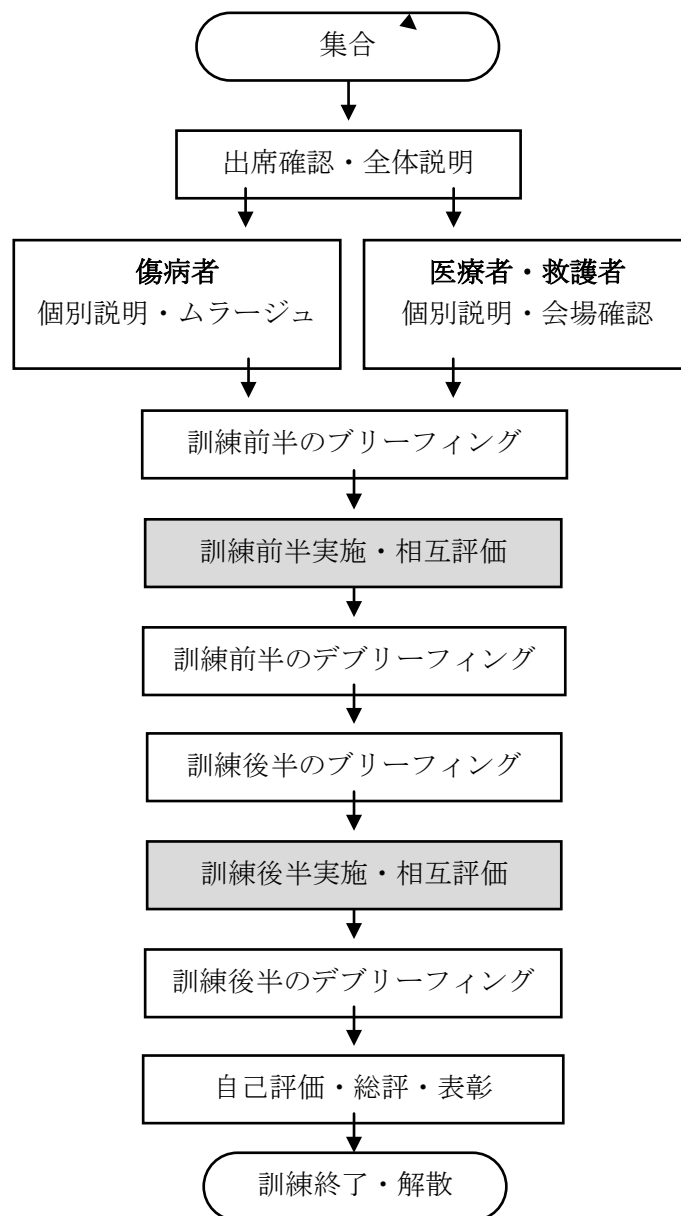 集合
出席確認・全体説明
傷病者
個別説明・ムラージュ
医療者・救護者
個別説明・会場確認
訓練前半のブリーフィング
訓練前半実施・相互評価
訓練前半のデブリーフィング
訓練後半のブリーフィング
訓練後半実施・相互評価
訓練後半のデブリーフィング
自己評価・総評・表彰
訓練終了・解散